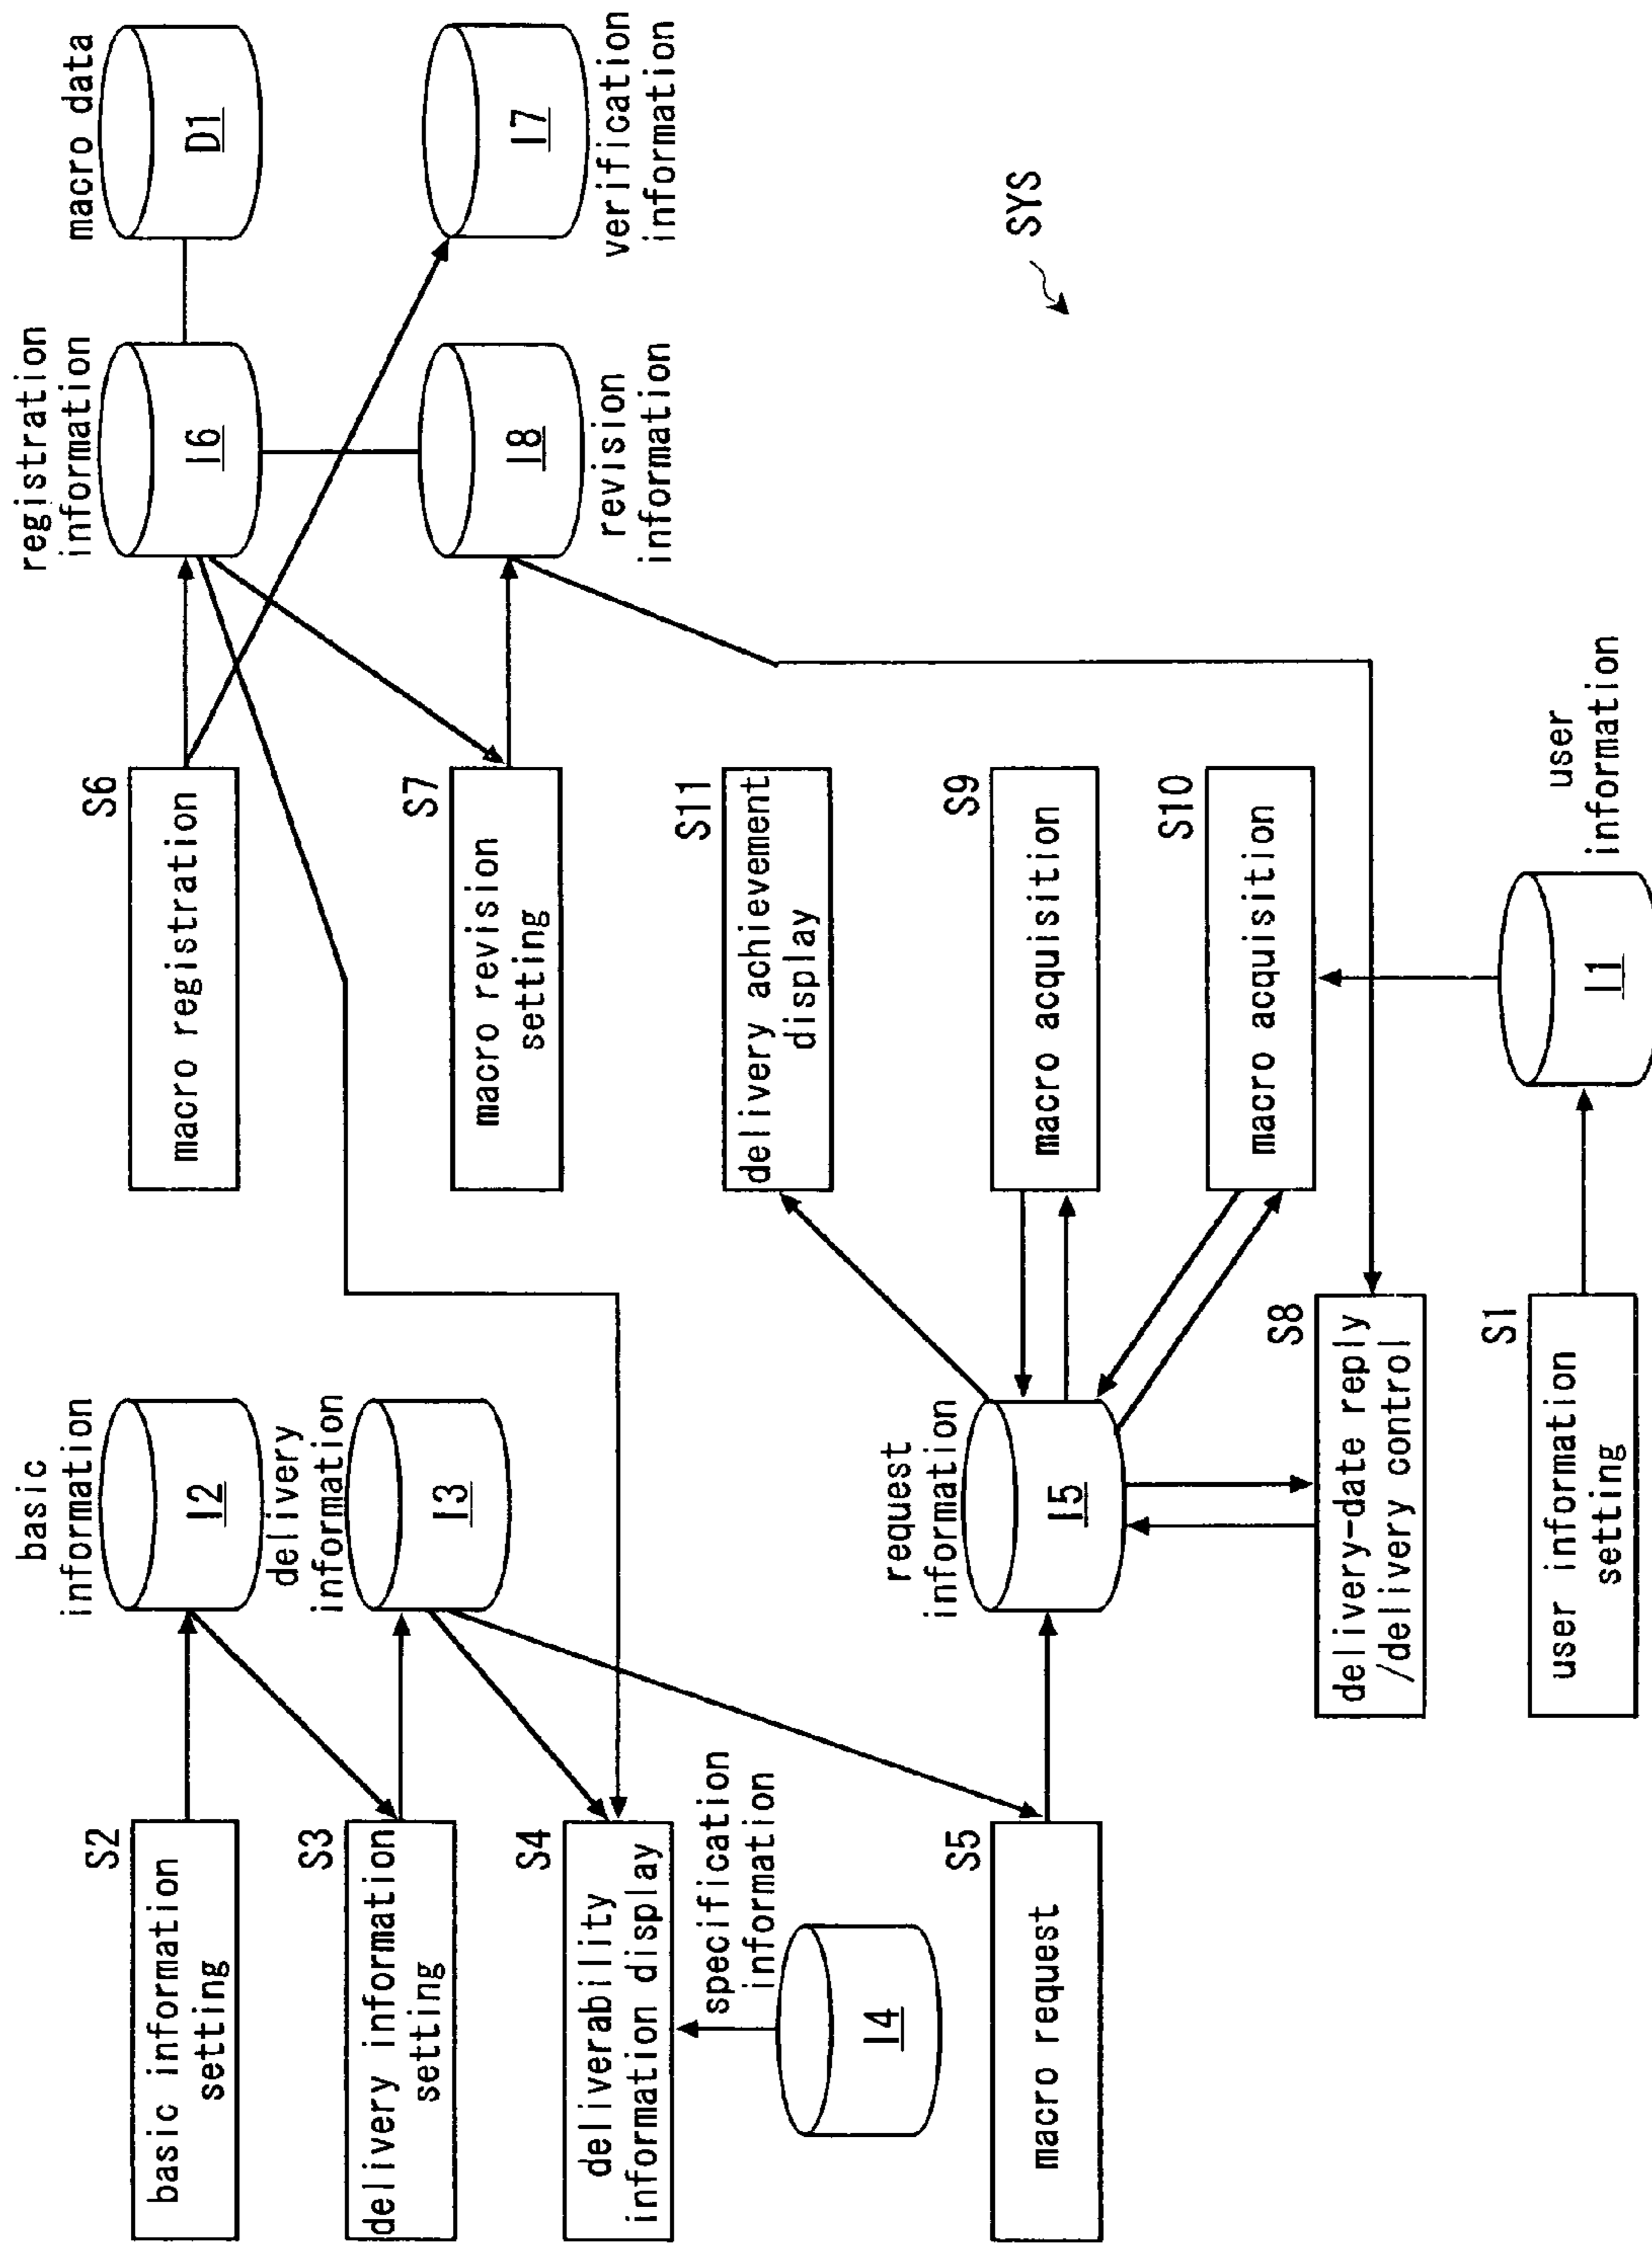 basic
information
I2
S2
basic information
setting
delivery
information
I3
S3
delivery information
setting
S4
deliverability
information display
specification
information
I4
S5
macro request
request
information
I5
S8
delivery-date reply
/delivery control
S1
user information
setting
user
information
I1
S6
macro registration
S7
macro revision
setting
S11
delivery achievement
display
S9
macro acquisition
S10
macro acquisition
registration
information
I6
macro data
D1
I8
revision
information
I7
verification
information
SYS